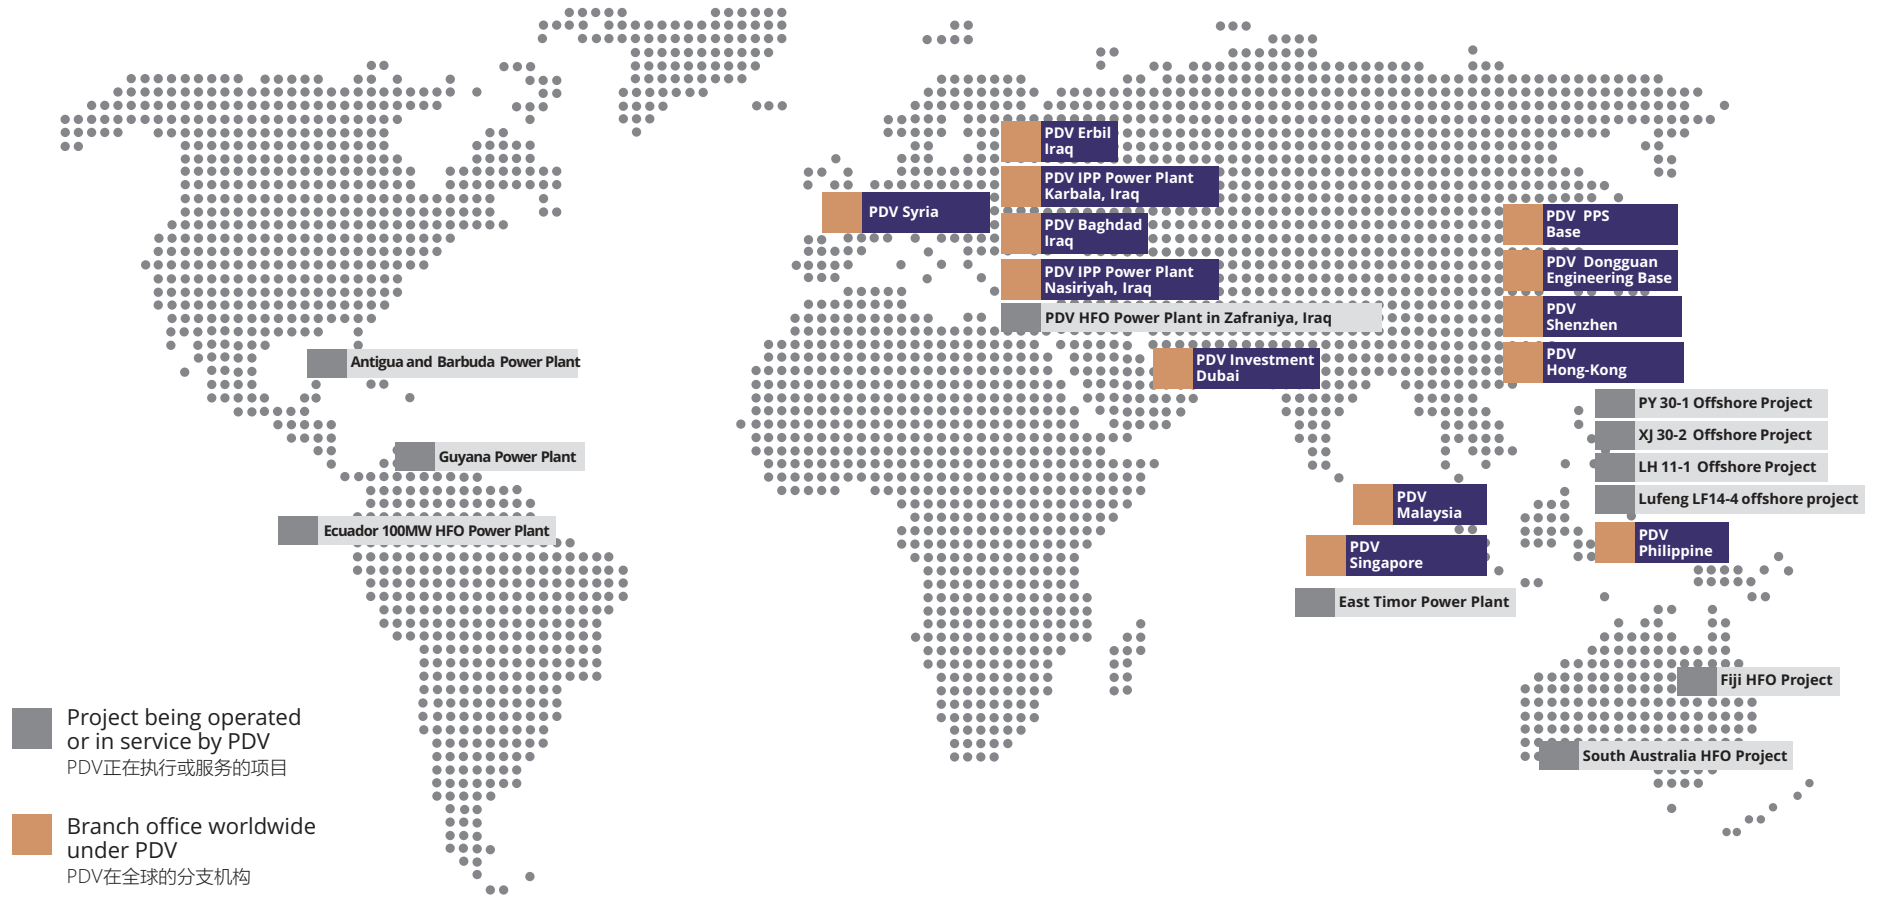 PDV Erbil
Iraq
PDV IPP Power Plant
Karbala, Iraq
PDV Syria
PDV Baghdad
Iraq
PDV IPP Power Plant
Nasiriyah, Iraq
PDV HFO Power Plant in Zafraniya, Iraq
PDV Investment
Dubai
PDV PPS
Base
PDV Dongguan
Engineering Base
PDV
Shenzhen
PDV
Hong-Kong
Antigua and Barbuda Power Plant
Guyana Power Plant
Ecuador 100MW HFO Power Plant
PY 30-1 Offshore Project
XJ 30-2 Offshore Project
LH 11-1 Offshore Project
Lufeng LF14-4 offshore project
PDV
Malaysia
PDV
Singapore
PDV
Philippine
East Timor Power Plant
Fiji HFO Project
South Australia HFO Project
Project being operated
or in service by PDV
PDV正在执行或服务的项目
Branch office worldwide
under PDV
PDV在全球的分支机构